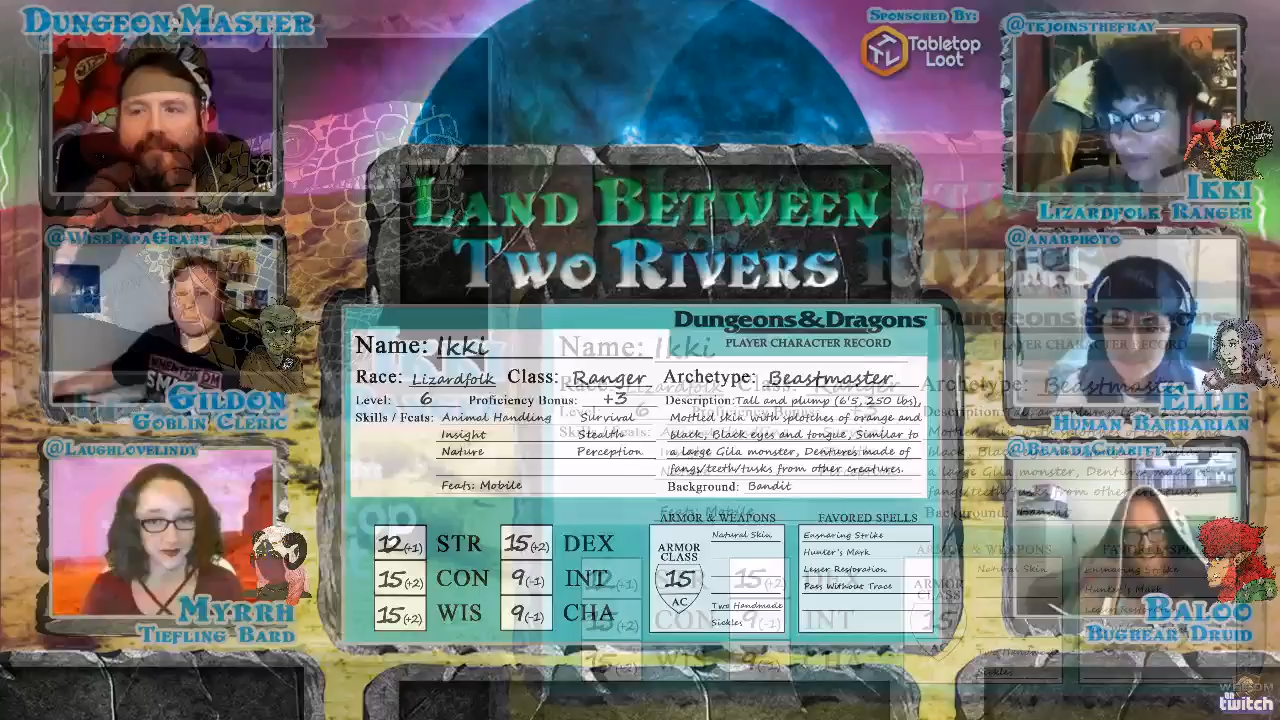 DUNGEON MASTER
SPONSORED BY:
Tabletop
Loot
@TKJOINSTHEFRAY
IKKI
LIZARDFOLK RANGER
@WISEPAPAGRANT
GILDON
GOBLIN CLERIC
@ANABPHOTO
ELLIE
HUMAN BARBARIAN
@LAUGHLOVELINDY
MYRRH
TIEFLING BARD
@BEARD4CHARITY
BALOO
BUGBEAR DRUID
LAND BETWEEN
TWO RIVERS
DUNGEONS & DRAGONS
PLAYER CHARACTER RECORD
Name: Ikki
Race: Lizardfolk Class: Ranger Archetype: Beastmaster
Level: 6 Proficiency Bonus: +3 Description: Tall and plump (6'5, 250 lbs),
Skills / Feats: Animal Handling Survival Mottled skin with splotches of orange and
Insight Stealth black, Black eyes and tongue, Similar to
Nature Perception a large Gila monster, Dentures made of
fangs/teeth/tusks from other creatures.
Feats: Mobile Background: Bandit
ARMOR & WEAPONS FAVORED SPELLS
12 (+1) STR 15 (+2) DEX
15 (+2) CON 9 (-1) INT
15 (+2) WIS 9 (-1) CHA
ARMOR
CLASS
15
AC
Natural Skin
Two Handmade
Sickles
Ensnaring Strike
Hunter's Mark
Leser Restoration
Pass Without Trace
on
twitch